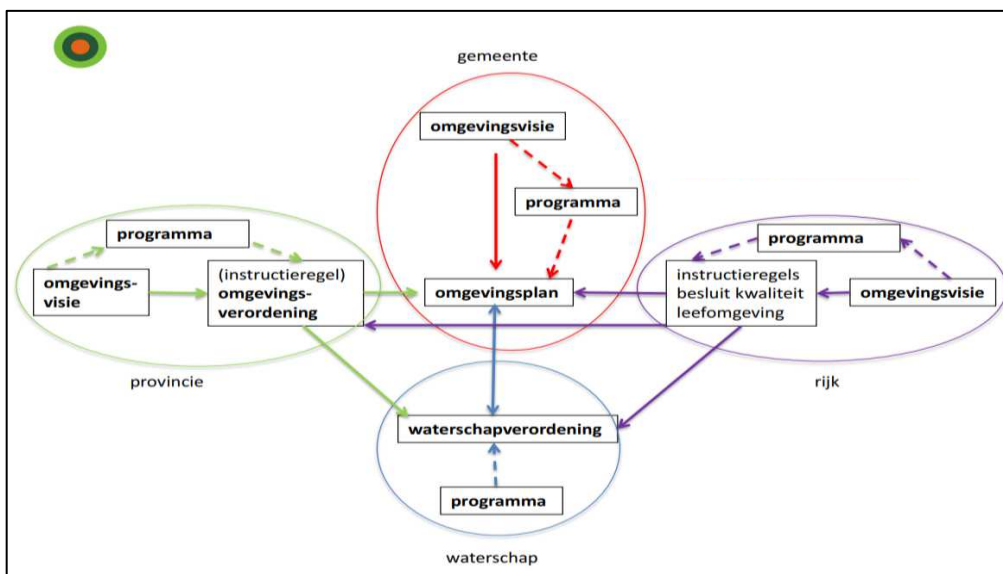 gemeente
omgevingsvisie
programma
omgevingsplan
programma
omgevings-
visie
(instructieregel)
omgevings-
verordening
provincie
programma
instructieregels
besluit kwaliteit
leefomgeving
omgevingsvisie
rijk
waterschapverordening
programma
waterschap